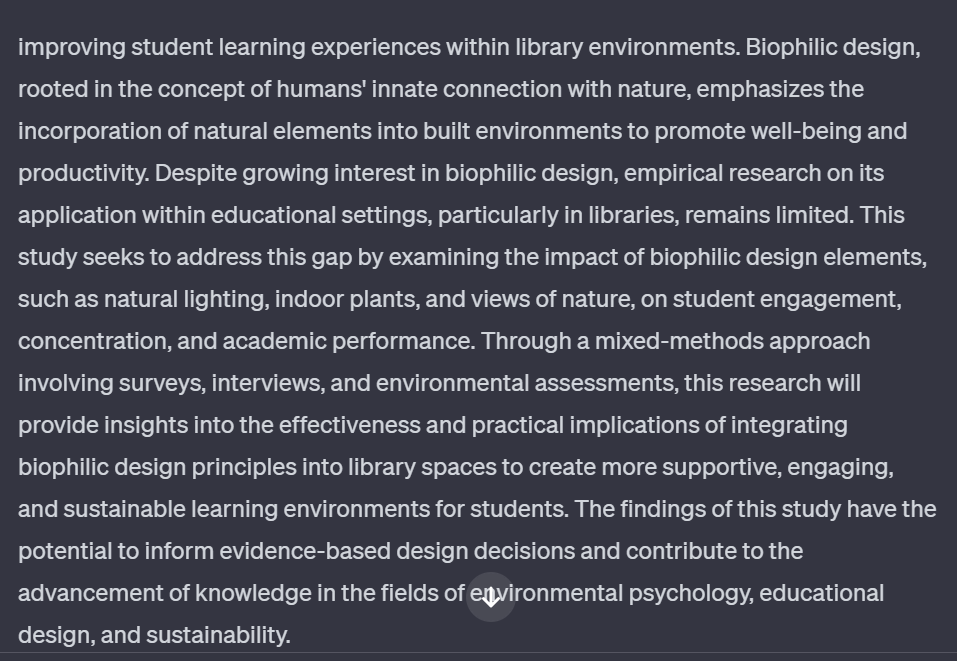 improving student learning experiences within library environments. Biophilic design,
rooted in the concept of humans' innate connection with nature, emphasizes the
incorporation of natural elements into built environments to promote well-being and
productivity. Despite growing interest in biophilic design, empirical research on its
application within educational settings, particularly in libraries, remains limited. This
study seeks to address this gap by examining the impact of biophilic design elements,
such as natural lighting, indoor plants, and views of nature, on student engagement,
concentration, and academic performance. Through a mixed-methods approach
involving surveys, interviews, and environmental assessments, this research will
provide insights into the effectiveness and practical implications of integrating
biophilic design principles into library spaces to create more supportive, engaging,
and sustainable learning environments for students. The findings of this study have the
potential to inform evidence-based design decisions and contribute to the
advancement of knowledge in the fields of environmental psychology, educational
design, and sustainability.